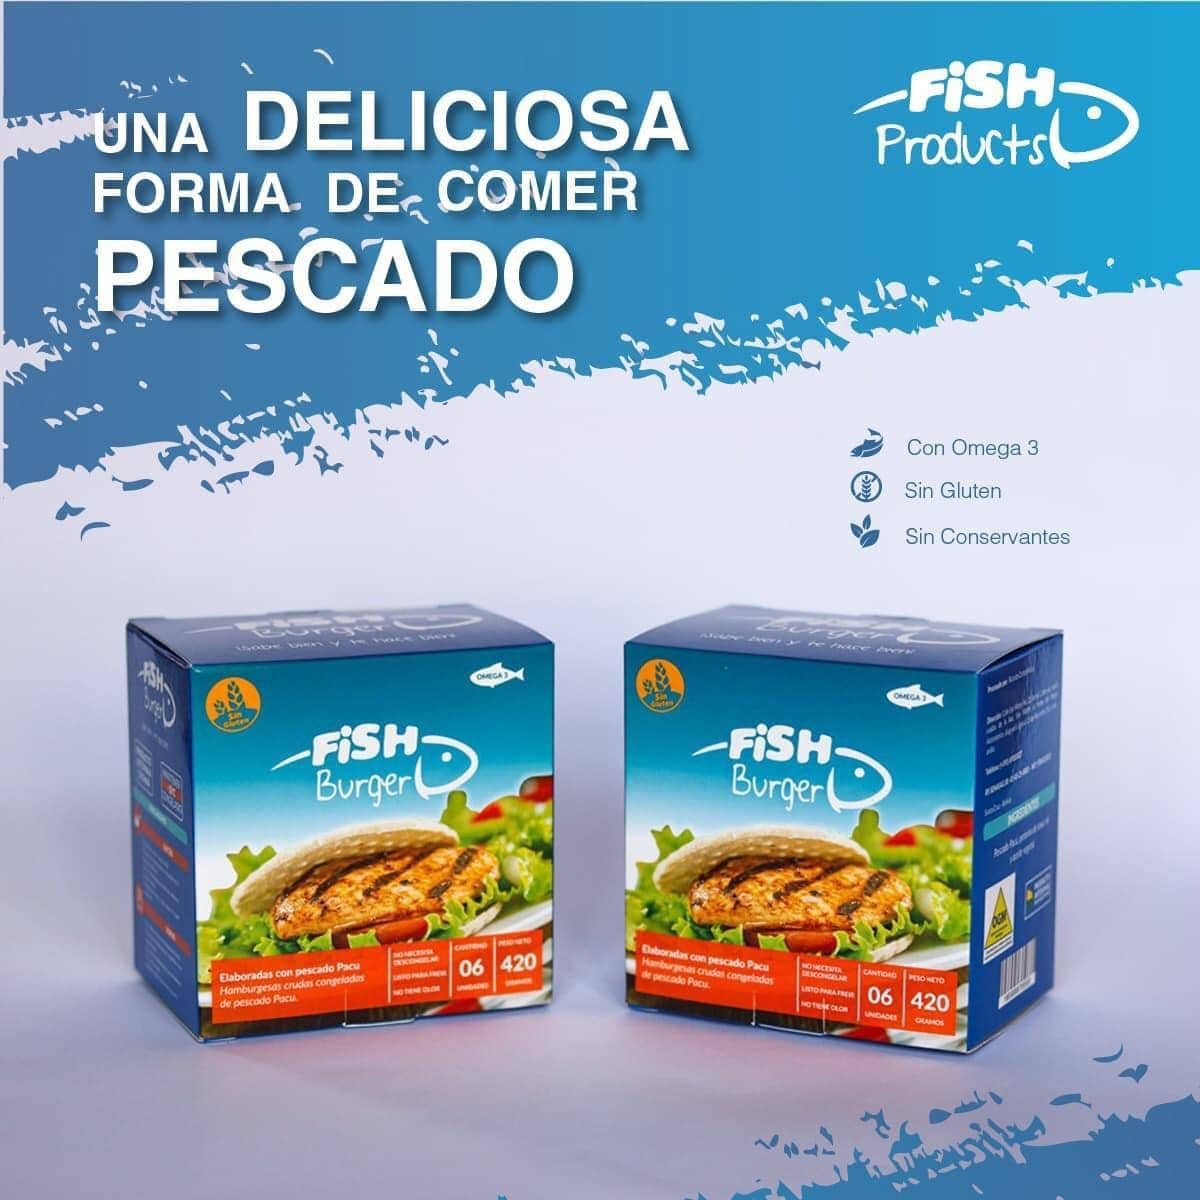 UNA DELICIOSA
FORMA DE COMER
PESCADO
FiSH
Products
Con Omega 3
Sin Gluten
Sin Conservantes
FiSH
Burger
¡Sabe bien y te hace bien!
FiSH
Burger
Sin
Gluten
OMEGA 3
FiSH
Burger
Elaboradas con pescado Pacu
Hamburguesas crudas congeladas
de pescado Pacu.
NO NECESITA
DESCONGELAR
LISTO PARA FREIR
NO TIENE OLOR
CANTIDAD
06
UNIDADES
PESO NETO
420
GRAMOS
Burger
¡Sabe bien y te hace bien!
Sin
Gluten
OMEGA 3
FiSH
Burger
Elaboradas con pescado Pacu
Hamburguesas crudas congeladas
de pescado Pacu.
NO NECESITA
DESCONGELAR
LISTO PARA FREIR
NO TIENE OLOR
CANTIDAD
06
UNIDADES
PESO NETO
420
GRAMOS
INGREDIENTES